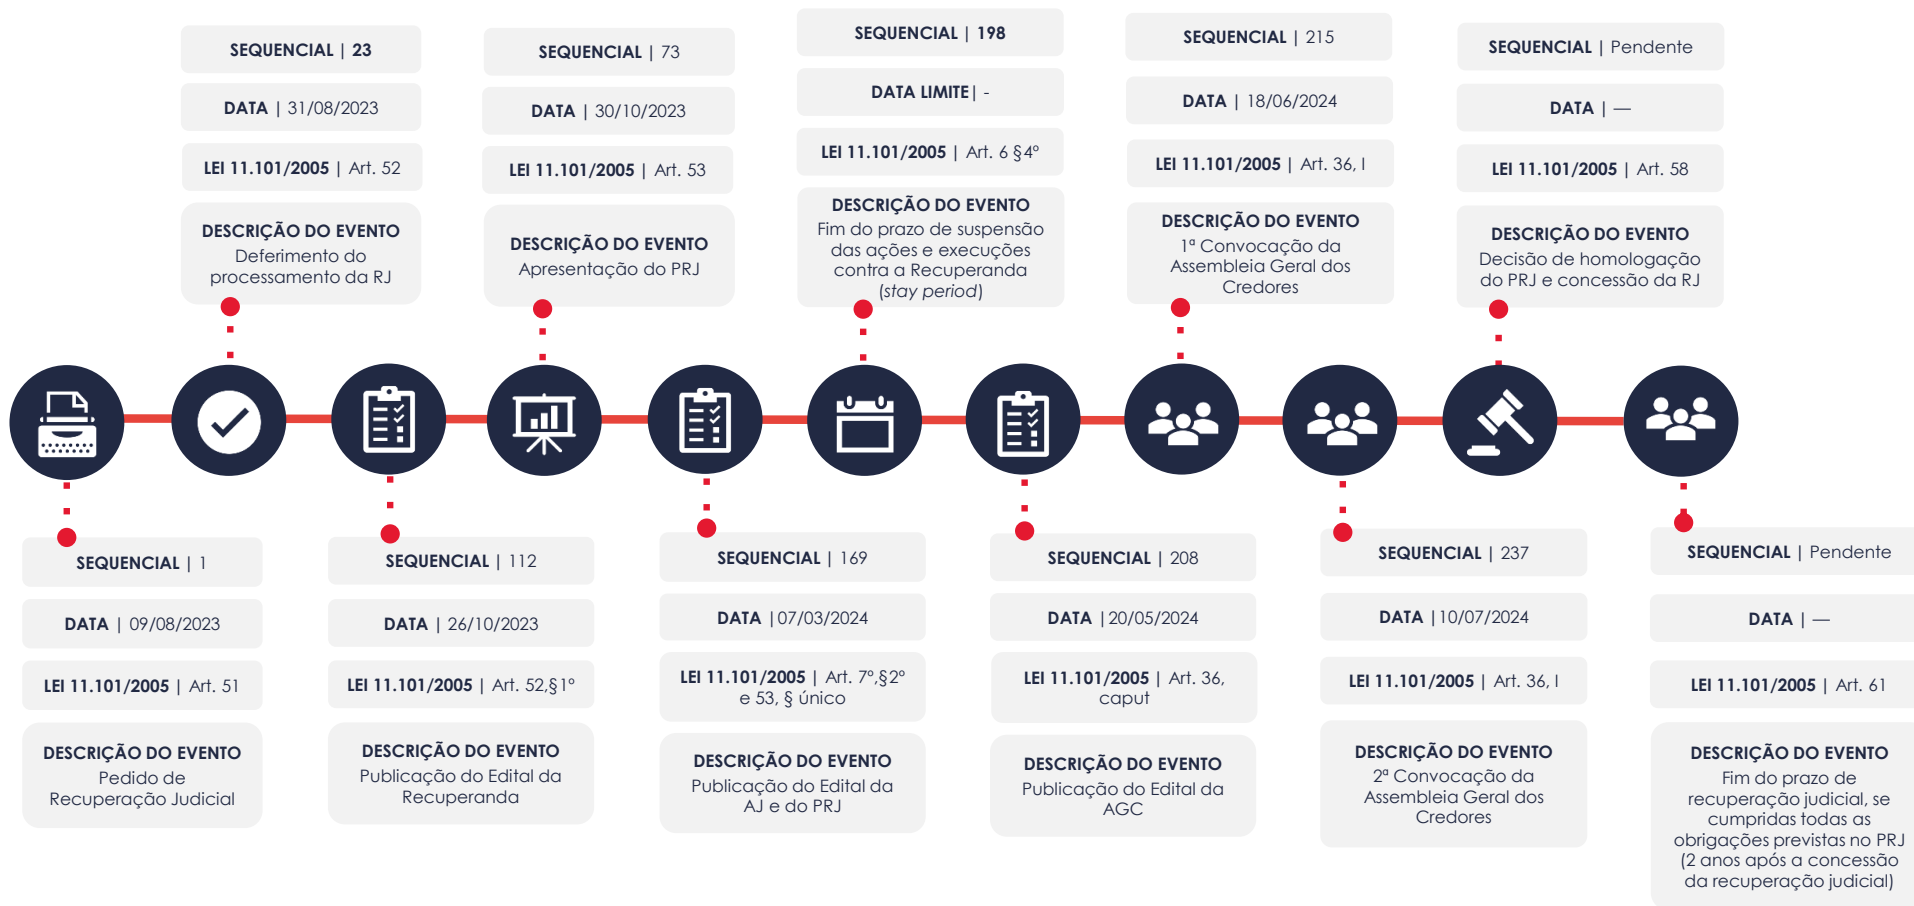 SEQUENCIAL | 23
DATA | 31/08/2023
LEI 11.101/2005 | Art. 52
DESCRIÇÃO DO EVENTO
Deferimento do
processamento da RJ
SEQUENCIAL | 73
DATA | 30/10/2023
LEI 11.101/2005 | Art. 53
DESCRIÇÃO DO EVENTO
Apresentação do PRJ
SEQUENCIAL | 198
DATA LIMITE| -
LEI 11.101/2005 | Art. 6 §4º
DESCRIÇÃO DO EVENTO
Fim do prazo de suspensão
das ações e execuções
contra a Recuperanda
(stay period)
SEQUENCIAL | 215
DATA | 18/06/2024
LEI 11.101/2005 | Art. 36, I
DESCRIÇÃO DO EVENTO
1ª Convocação da
Assembleia Geral dos
Credores
SEQUENCIAL | Pendente
DATA | —
LEI 11.101/2005 | Art. 58
DESCRIÇÃO DO EVENTO
Decisão de homologação
do PRJ e concessão da RJ
SEQUENCIAL | 1
DATA | 09/08/2023
LEI 11.101/2005 | Art. 51
DESCRIÇÃO DO EVENTO
Pedido de
Recuperação Judicial
SEQUENCIAL | 112
DATA | 26/10/2023
LEI 11.101/2005 | Art. 52,§1º
DESCRIÇÃO DO EVENTO
Publicação do Edital da
Recuperanda
SEQUENCIAL | 169
DATA |07/03/2024
LEI 11.101/2005 | Art. 7º,§2º
e 53, § único
DESCRIÇÃO DO EVENTO
Publicação do Edital da
AJ e do PRJ
SEQUENCIAL | 208
DATA |20/05/2024
LEI 11.101/2005 | Art. 36,
caput
DESCRIÇÃO DO EVENTO
Publicação do Edital da
AGC
SEQUENCIAL | 237
DATA |10/07/2024
LEI 11.101/2005 | Art. 36, I
DESCRIÇÃO DO EVENTO
2ª Convocação da
Assembleia Geral dos
Credores
SEQUENCIAL | Pendente
DATA | —
LEI 11.101/2005 | Art. 61
DESCRIÇÃO DO EVENTO
Fim do prazo de
recuperação judicial, se
cumpridas todas as
obrigações previstas no PRJ
(2 anos após a concessão
da recuperação judicial)